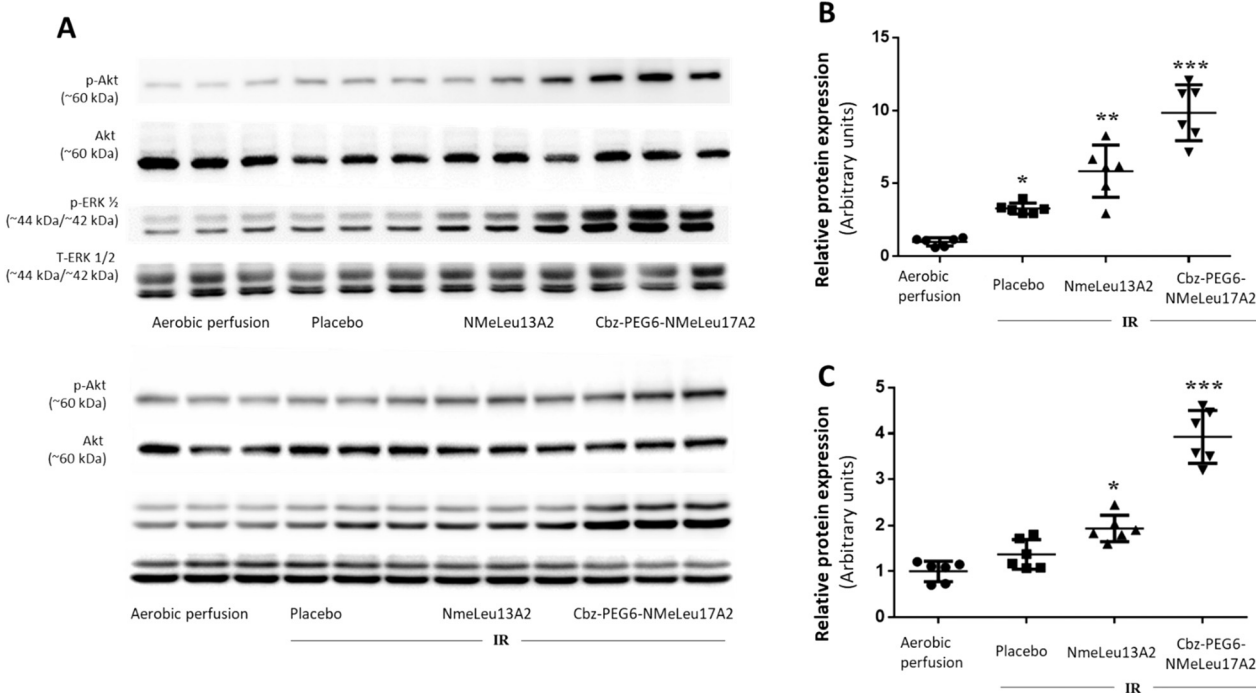 A
p-Akt
(~60 kDa)
Akt
(~60 kDa)
p-ERK ½
(~44 kDa/~42 kDa)
T-ERK 1/2
(~44 kDa/~42 kDa)
Aerobic perfusion Placebo NMeLeu13A2 Cbz-PEG6-NMeLeu17A2
p-Akt
(~60 kDa)
Akt
(~60 kDa)
Aerobic perfusion Placebo NmeLeu13A2 Cbz-PEG6-NMeLeu17A2
IR
B
Relative protein expression
(Arbitrary units)
15
10
5
0
*
**
***
Aerobic
perfusion
Placebo
NmeLeu13A2
Cbz-PEG6-
NMeLeu17A2
IR
C
Relative protein expression
(Arbitrary units)
5
4
3
2
1
0
*
***
Aerobic
perfusion
Placebo
NmeLeu13A2
Cbz-PEG6-
NMeLeu17A2
IR